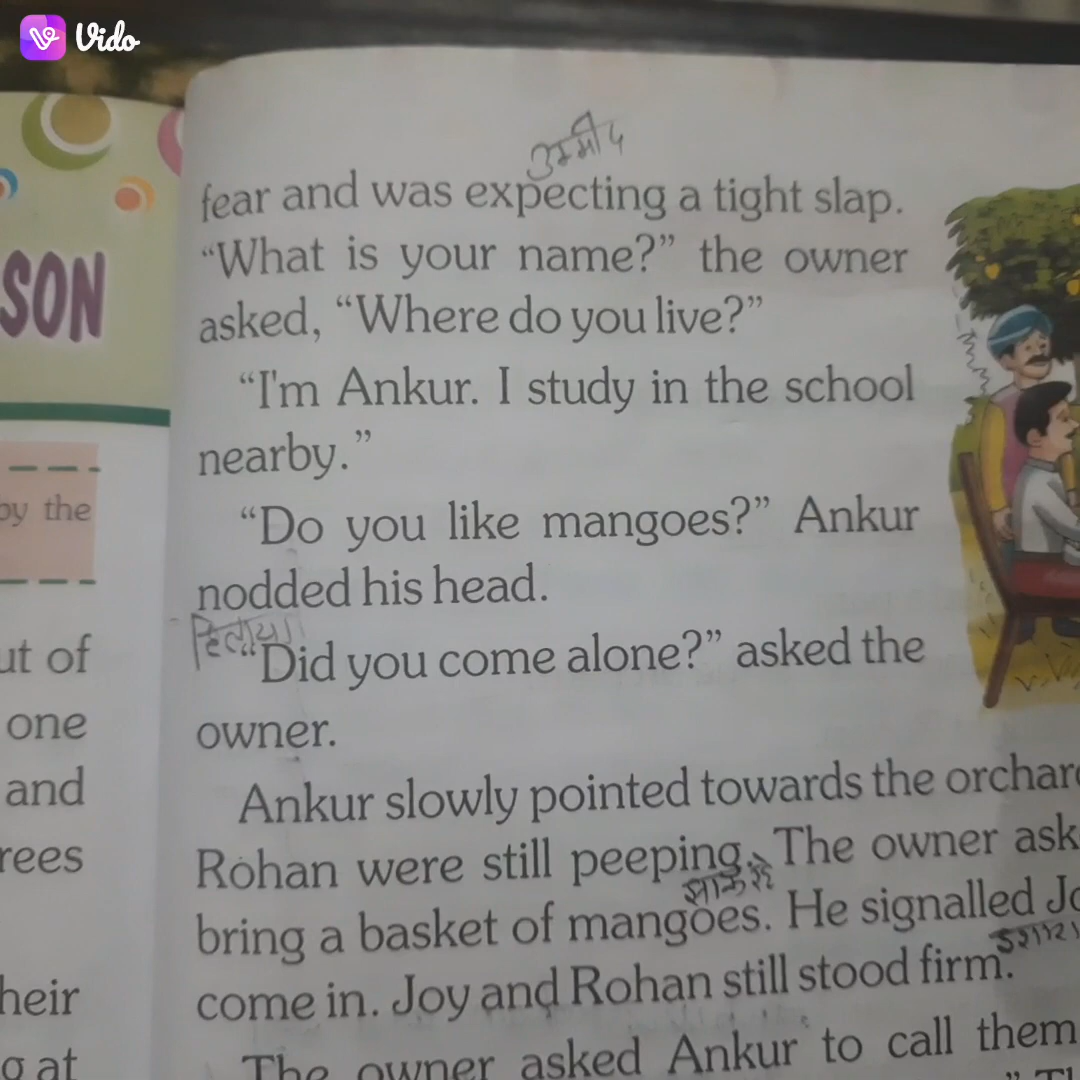 Vido
SON
by the
ut of
one
and
rees
heir
g at
उम्मीद
fear and was expecting a tight slap.
“What is your name?” the owner
asked, “Where do you live?”
“I'm Ankur. I study in the school
nearby.”
“Do you like mangoes?” Ankur
nodded his head.
हिलाया
“Did you come alone?” asked the
owner.
Ankur slowly pointed towards the orchar
Rohan were still peeping. The owner ask
bring a basket of mangoes. He signalled Jo
इशारा
come in. Joy and Rohan still stood firm.
The owner asked Ankur to call them